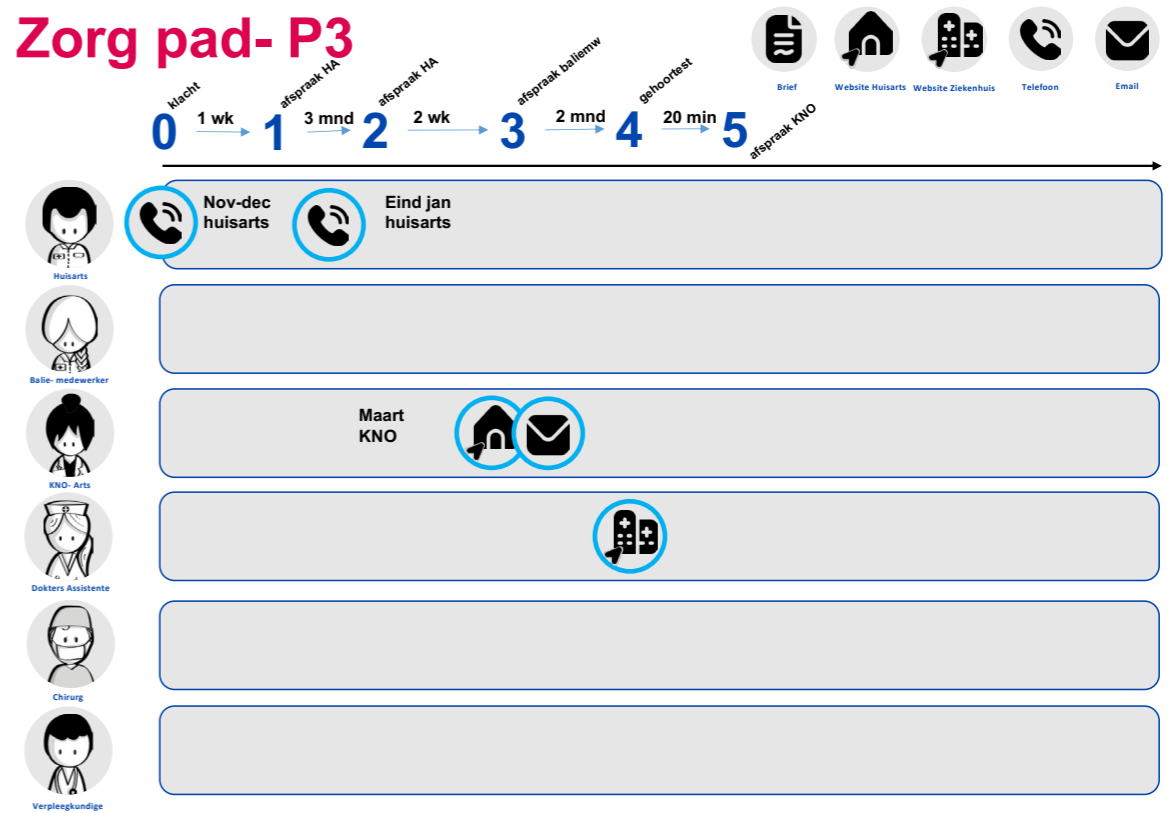 Zorg pad- P3
Brief
Website Huisarts
Website Ziekenhuis
Telefoon
Email
klacht
afspraak HA
afspraak HA
afspraak baliemw
gehoortest
afspraak KNO
0
1 wk
1
3 mnd
2
2 wk
3
2 mnd
4
20 min
5
Huisarts
Nov-dec
huisarts
Eind jan
huisarts
Balie- medewerker
KNO- Arts
Maart
KNO
Dokters Assistente
Chirurg
Verpleegkundige